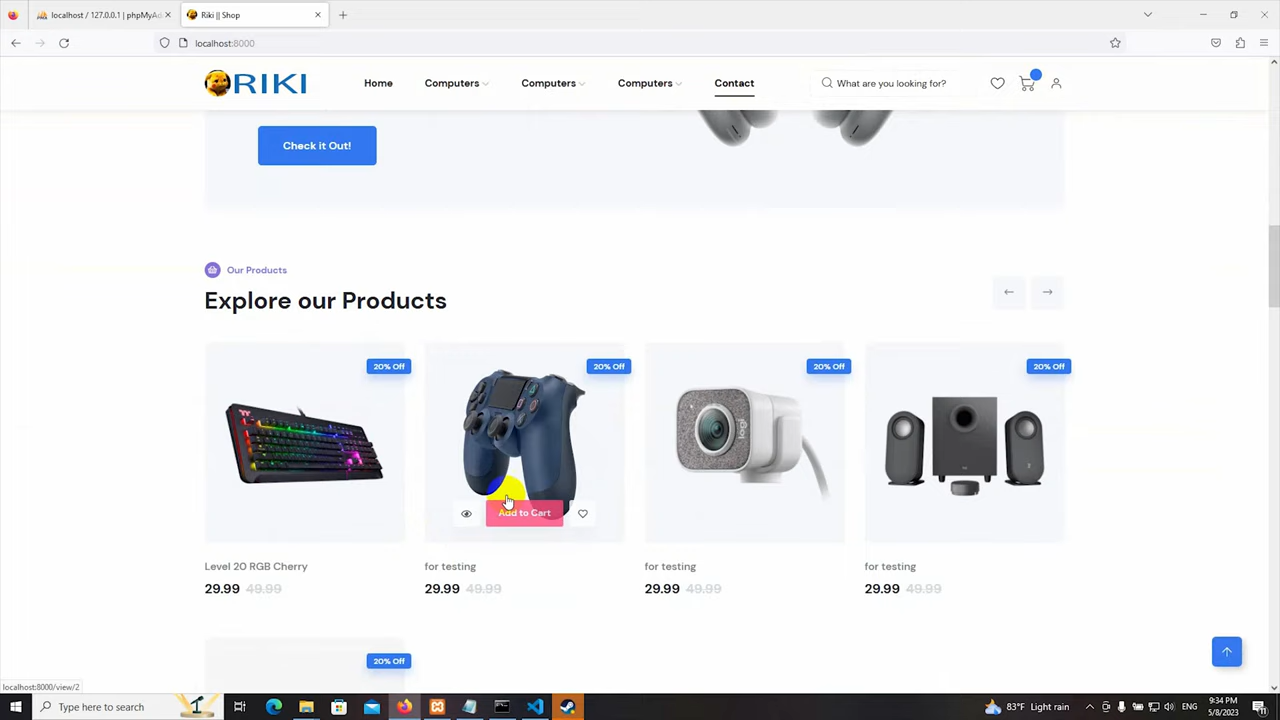 localhost / 127.0.0.1 | phpMyAd
Riki || Shop
localhost:8000
RIKI
Home
Computers
Computers
Computers
Contact
What are you looking for?
Check it Out!
Our Products
Explore our Products
20% Off
20% Off
20% Off
20% Off
logi
Add to Cart
Level 20 RGB Cherry
for testing
for testing
for testing
29.99 49.99
29.99 49.99
29.99 49.99
29.99 49.99
20% Off
localhost:8000/view/2
Type here to search
83°F Light rain
9:34 PM
5/8/2023